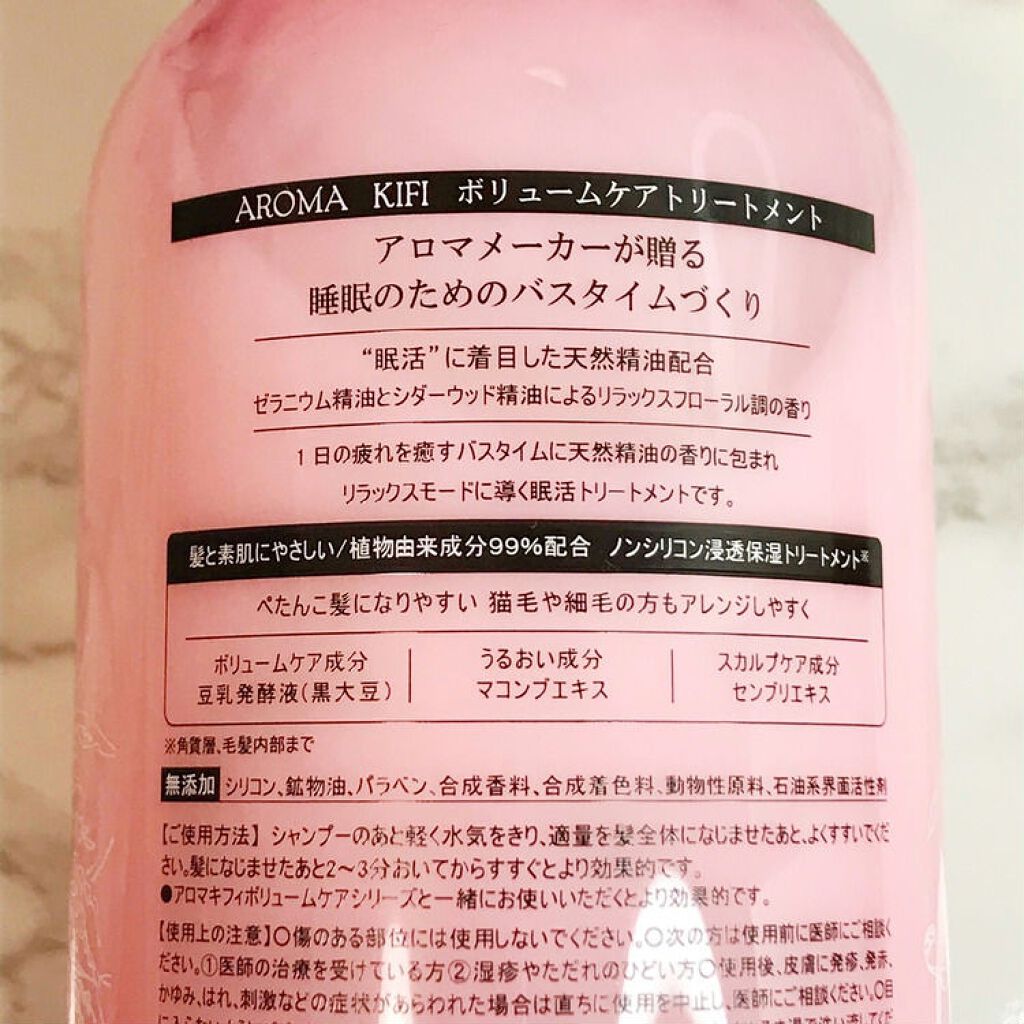 AROMA KIFI ボリュームケアトリートメント
アロマメーカーが贈る
睡眠のためのバスタイムづくり
“眠活”に着目した天然精油配合
ゼラニウム精油とシダーウッド精油によるリラックスフローラル調の香り
1日の疲れを癒すバスタイムに天然精油の香りに包まれ
リラックスモードに導く眠活トリートメントです。
髪と素肌にやさしい/植物由来成分99%配合 ノンシリコン浸透保湿トリートメント※
ぺたんこ髪になりやすい 猫毛や細毛の方もアレンジしやすく
ボリュームケア成分 うるおい成分 スカルプケア成分
豆乳発酵液(黒大豆) マコンブエキス センブリエキス
※角質層、毛髪内部まで
無添加 シリコン、鉱物油、パラベン、合成香料、合成着色料、動物性原料、石油系界面活性剤
【ご使用方法】シャンプーのあと軽く水気をきり、適量を髪全体になじませたあと、よくすすいでくだ
さい。髪になじませたあと2～3分おいてからすすぐとより効果的です。
●アロマキフィボリュームケアシリーズと一緒にお使いいただくとより効果的です。
【使用上の注意】○傷のある部位には使用しないでください。○次の方は使用前に医師にご相談く
ださい。①医師の治療を受けている方②湿疹やただれのひどい方○使用後、皮膚に発疹、発赤、
かゆみ、はれ、刺激などの症状があらわれた場合は直ちに使用を中止し、医師にご相談ください。○目